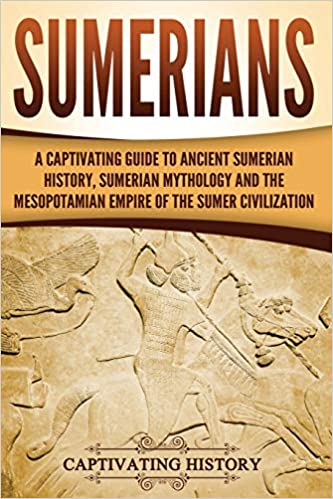 SUMERIANS
A CAPTIVATING GUIDE TO ANCIENT SUMERIAN
HISTORY, SUMERIAN MYTHOLOGY AND THE
MESOPOTAMIAN EMPIRE OF THE SUMER CIVILIZATION
CAPTIVATING HISTORY